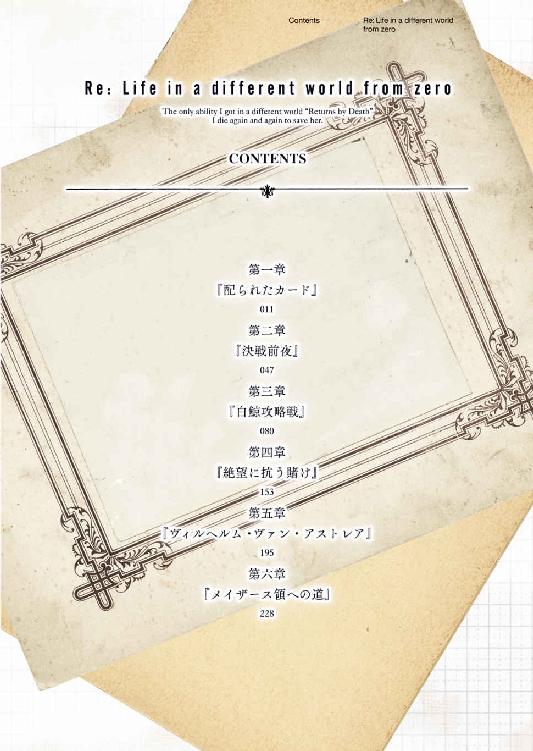 Contents
Re: Life in a different world
from zero
Re: Life in a different world from zero
The only ability I got in a different world "Returns by Death"
I die again and again to save her.
CONTENTS
第一章
『配られたカード』
011
第二章
『決戦前夜』
047
第三章
『白鯨攻略戦』
080
第四章
『絶望に抗う賭け』
153
第五章
『ヴィルヘルム・ヴァン・アストレア』
195
第六章
『メイザース領への道』
228